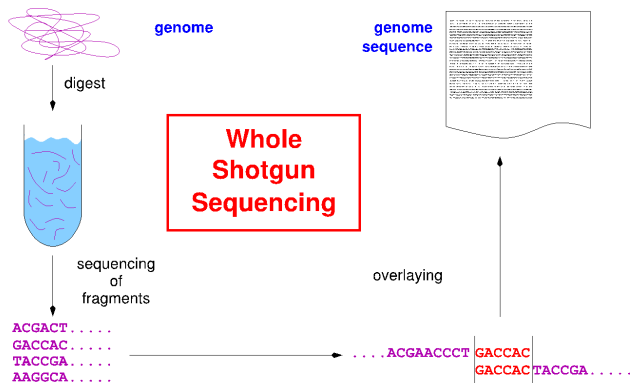 genome
digest
sequencing
of
fragments
ACGACT.....
GACCAC.....
TACCGA.....
AAGGCA.....
Whole
Shotgun
Sequencing
....ACGAACCCT GACCAC
GACCAC TACCGA.....
overlaying
genome
sequence